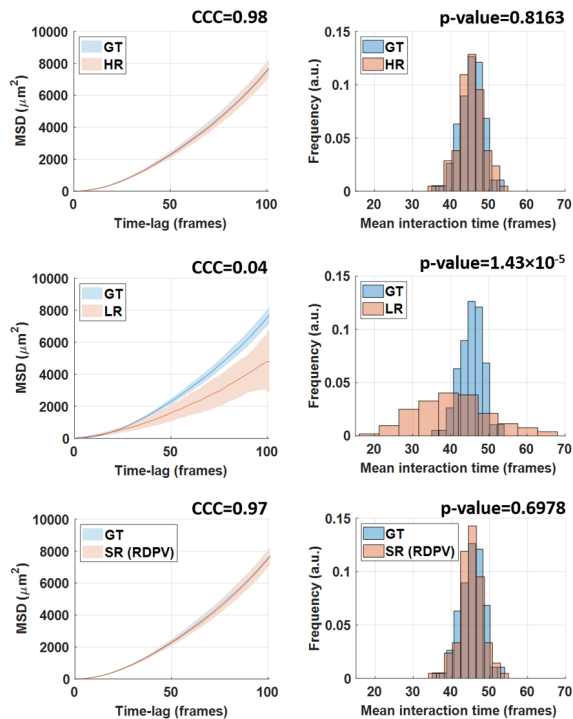 CCC=0.98
GT
HR
MSD (μm²)
10000
8000
6000
4000
2000
0
0
50
100
Time-lag (frames)
p-value=0.8163
GT
HR
Frequency (a.u.)
0.15
0.1
0.05
0
20
30
40
50
60
70
Mean interaction time (frames)
CCC=0.04
GT
LR
MSD (μm²)
10000
8000
6000
4000
2000
0
0
50
100
Time-lag (frames)
p-value=1.43×10⁻⁵
GT
LR
Frequency (a.u.)
0.15
0.1
0.05
0
20
30
40
50
60
70
Mean interaction time (frames)
CCC=0.97
GT
SR (RDPV)
MSD (μm²)
10000
8000
6000
4000
2000
0
0
50
100
Time-lag (frames)
p-value=0.6978
GT
SR (RDPV)
Frequency (a.u.)
0.15
0.1
0.05
0
20
30
40
50
60
70
Mean interaction time (frames)